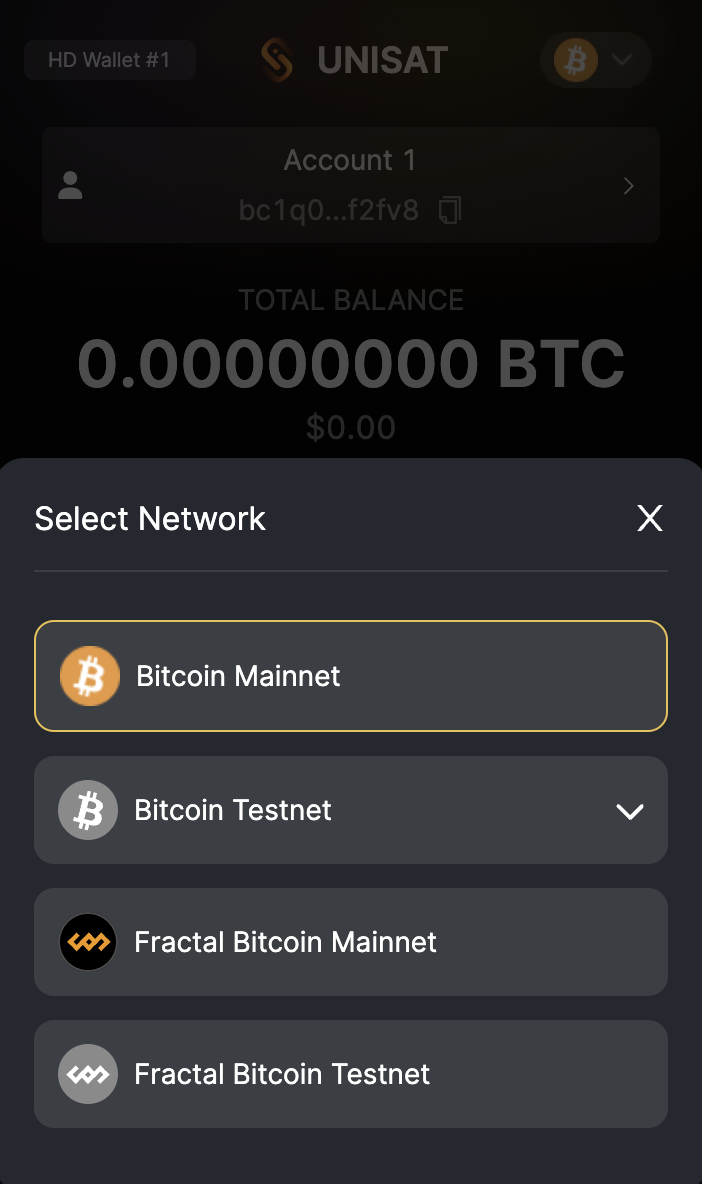 HD Wallet #1
UNISAT
Account 1
bc1q0...f2fv8
TOTAL BALANCE
0.00000000 BTC
$0.00
Select Network
X
Bitcoin Mainnet
Bitcoin Testnet
Fractal Bitcoin Mainnet
Fractal Bitcoin Testnet